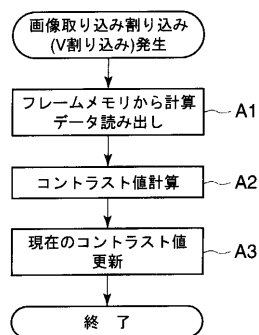 画像取り込み割り込み
(V割り込み)発生
フレームメモリから計算
データ読み出し
A1
コントラスト値計算
A2
現在のコントラスト値
更新
A3
終 了